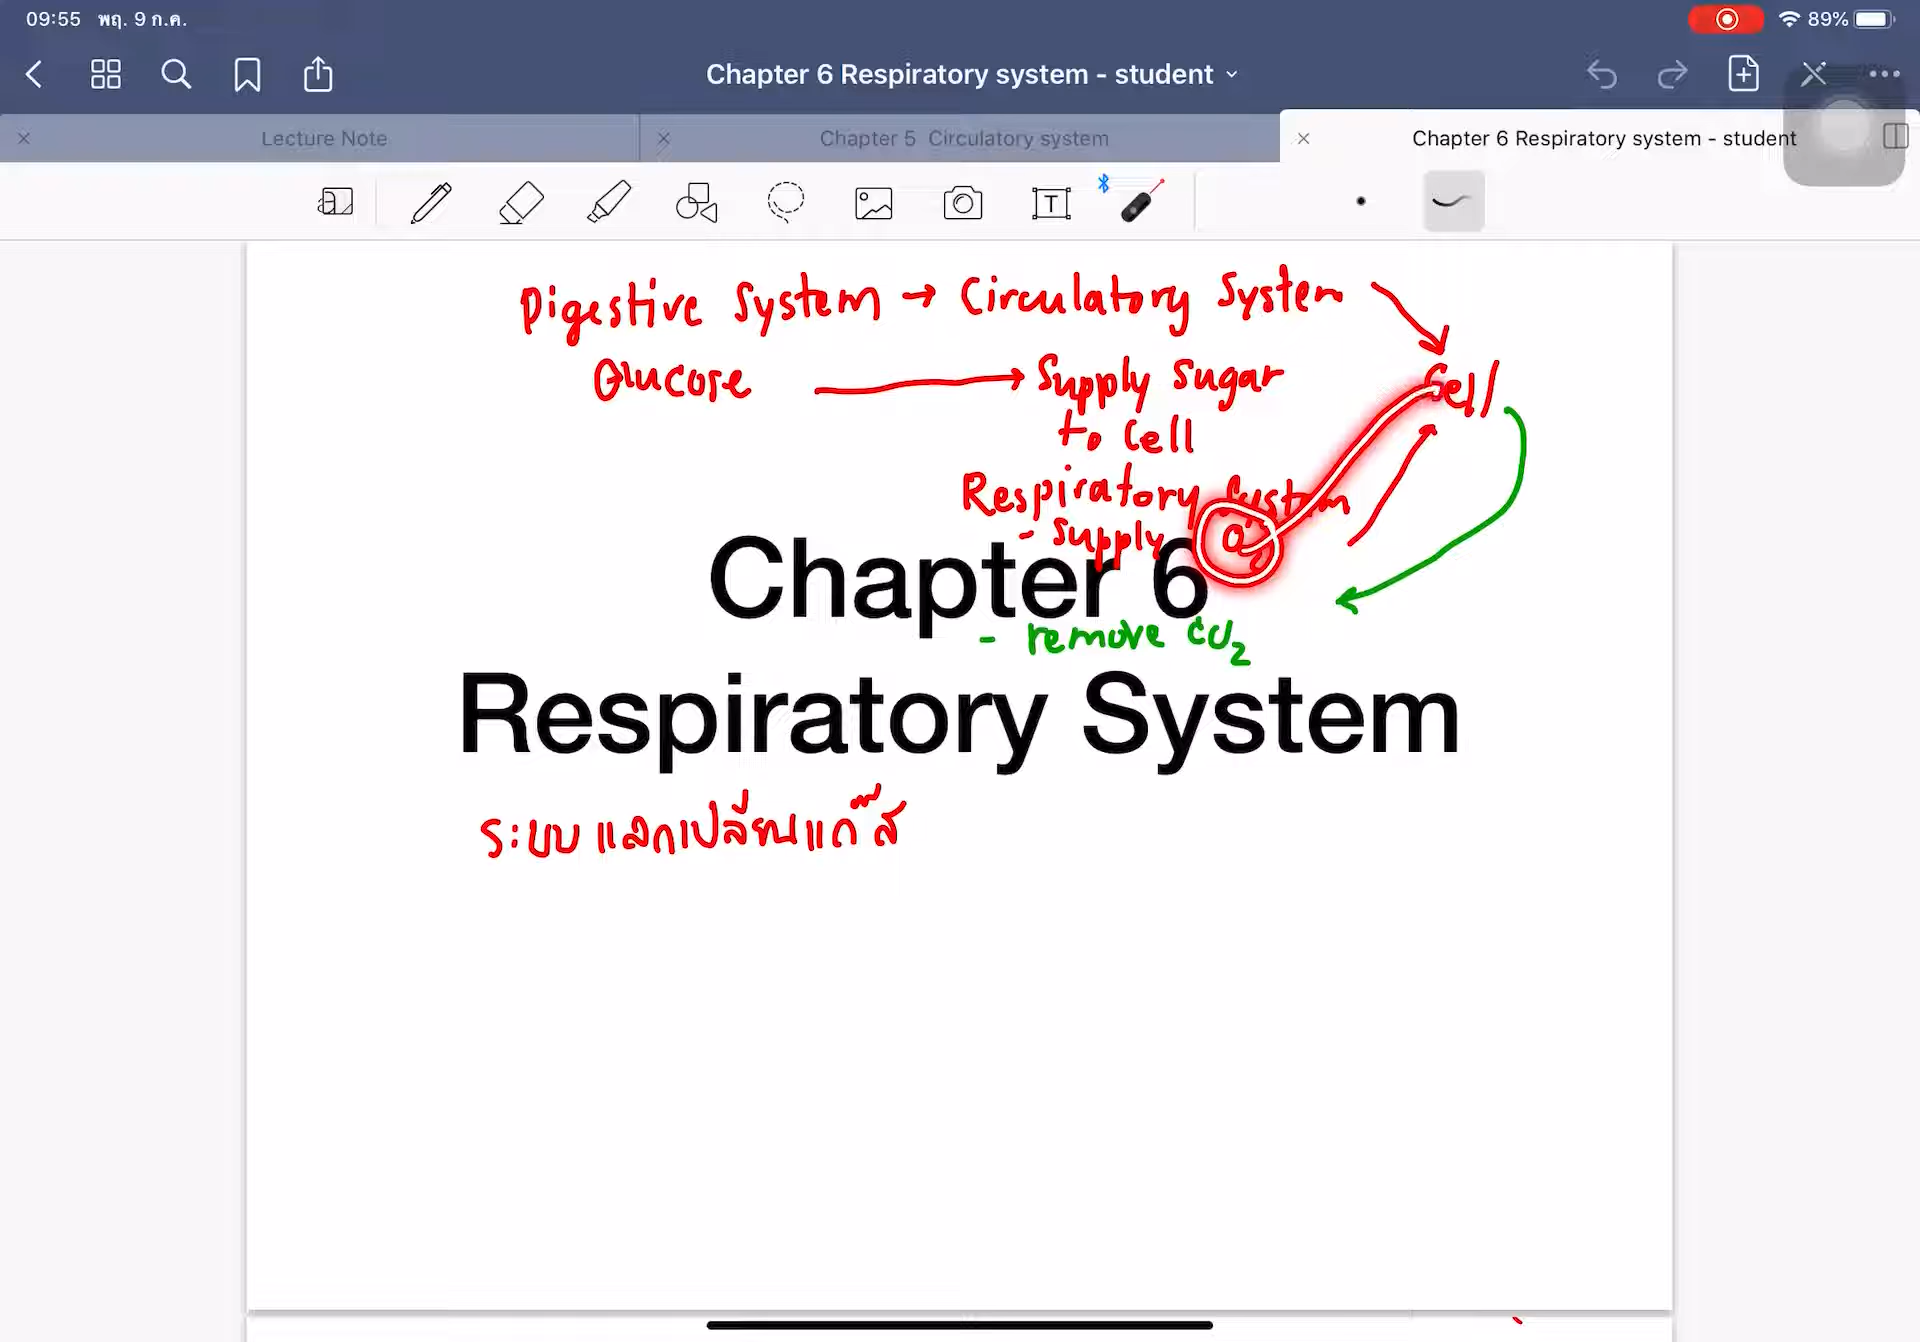 09:55 พฤ. 9 ก.ค. 89%
Chapter 6 Respiratory system - student
Lecture Note Chapter 5 Circulatory system Chapter 6 Respiratory system - student
Digestive System → Circulatory System
Glucose → Supply Sugar Cell
to Cell
Respiratory System
- Supply O2
Chapter 6
- remove CO2
Respiratory System
ระบบแลกเปลี่ยนแก๊ส